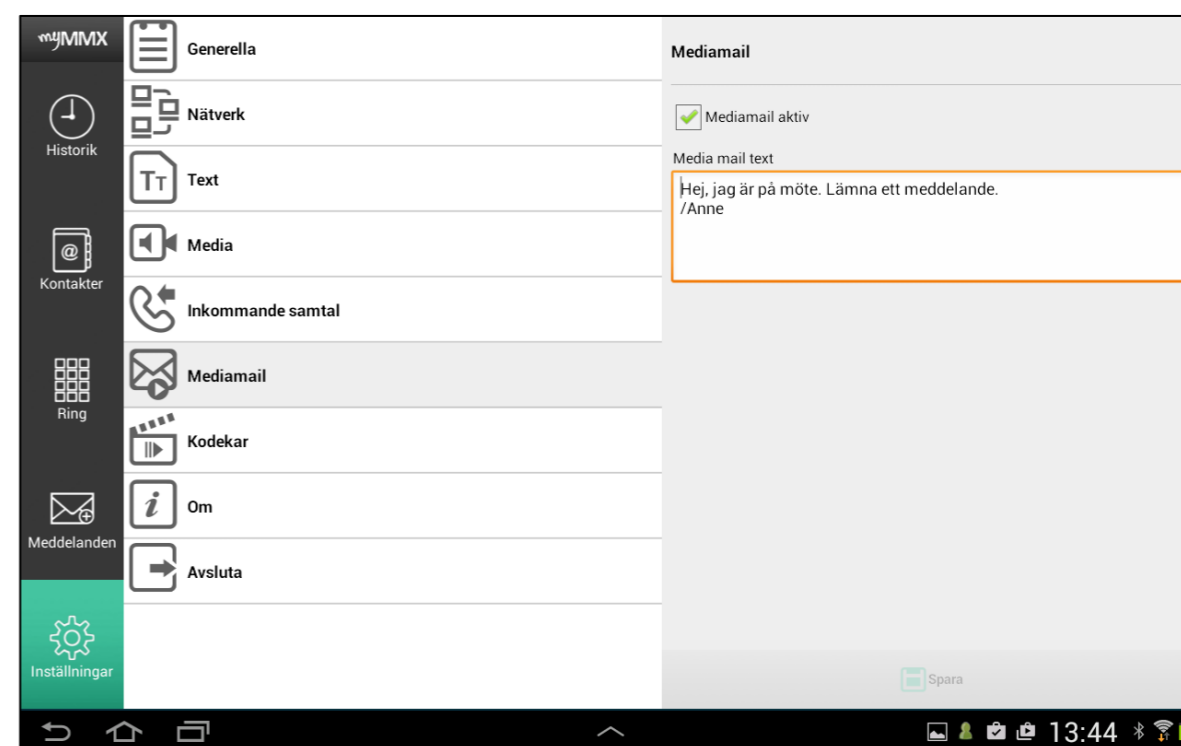 myMMX
Historik
Kontakter
Ring
Meddelanden
Inställningar
Generella
Nätverk
Text
Media
Inkommande samtal
Mediamail
Kodekar
Om
Avsluta
Mediamail
Mediamail aktiv
Media mail text
Hej, jag är på möte. Lämna ett meddelande.
/Anne
Spara
13:44